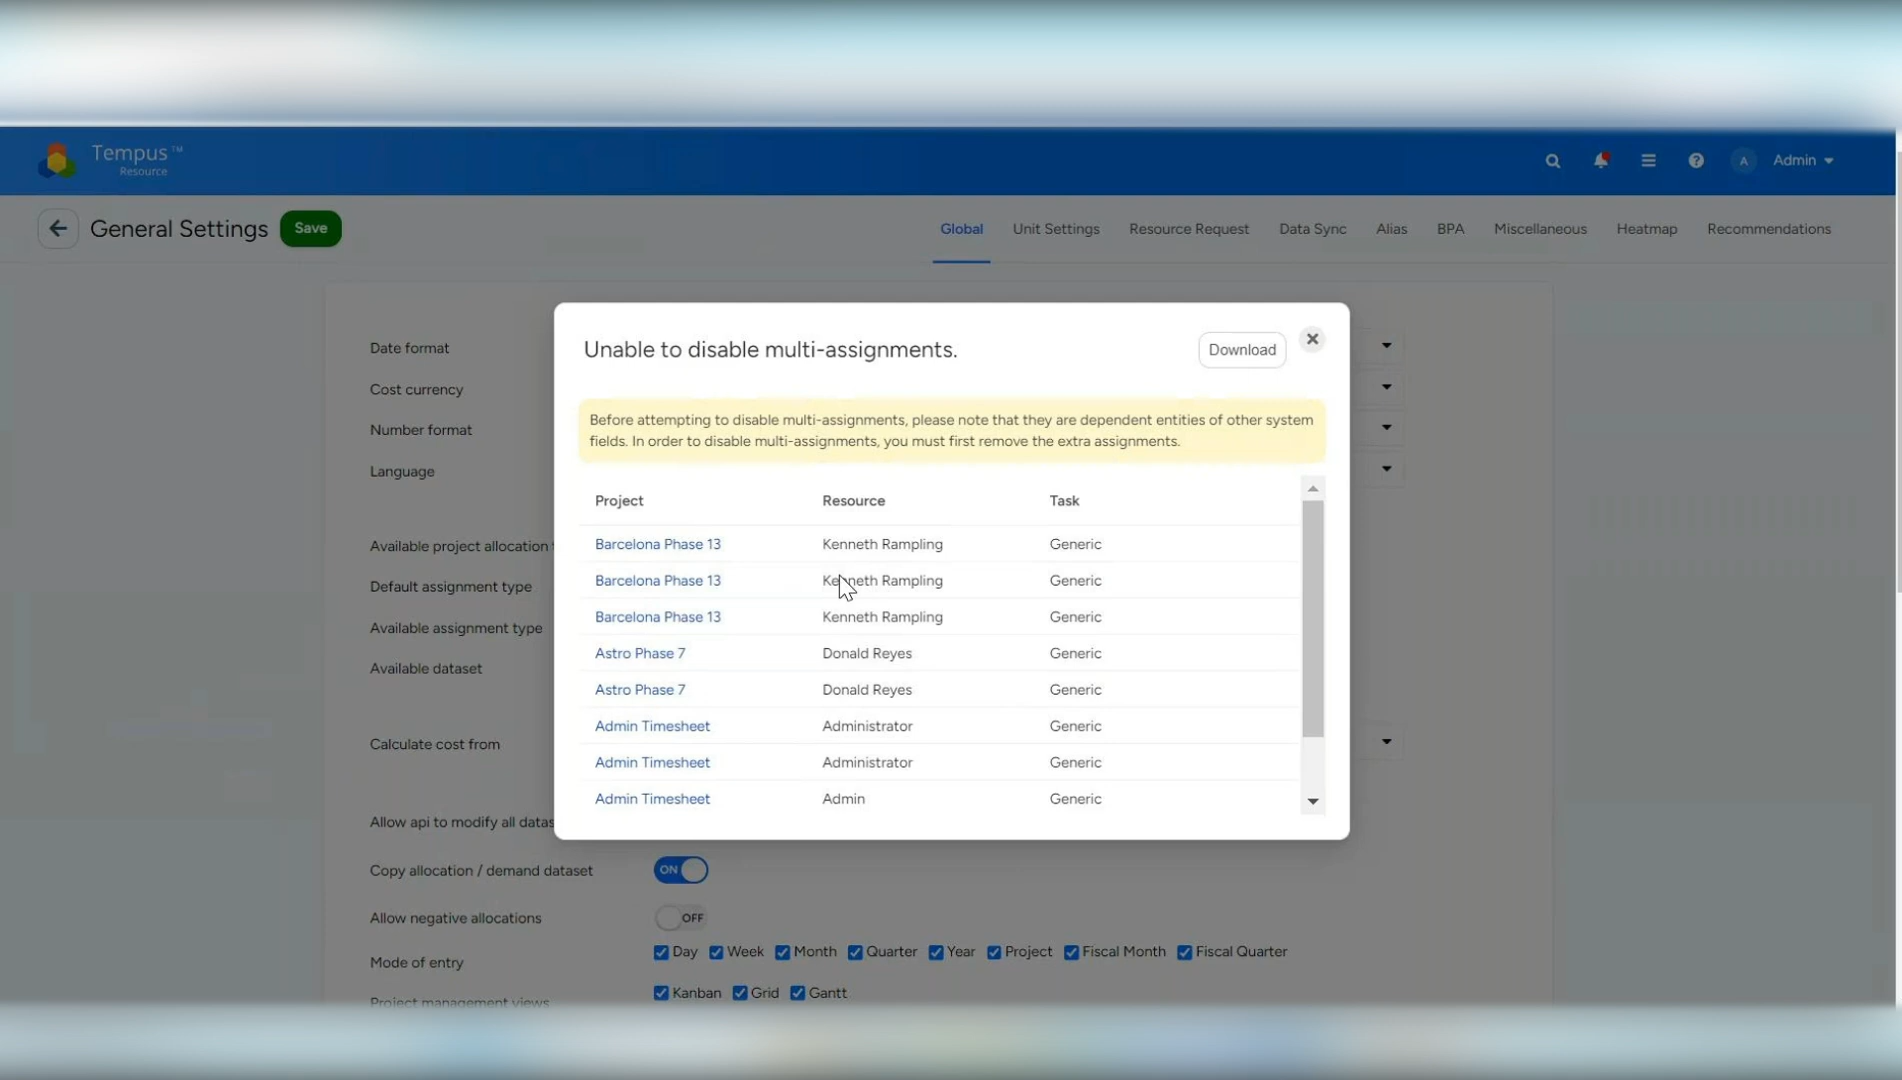 Tempus™
Resource
A Admin
General Settings Save
Global Unit Settings Resource Request Data Sync Alias BPA Miscellaneous Heatmap Recommendations
Date format
Cost currency
Number format
Language
Available project allocation
Default assignment type
Available assignment type
Available dataset
Calculate cost from
Allow api to modify all datas
Unable to disable multi-assignments. Download
Before attempting to disable multi-assignments, please note that they are dependent entities of other system
fields. In order to disable multi-assignments, you must first remove the extra assignments.
Project Resource Task
Barcelona Phase 13 Kenneth Rampling Generic
Barcelona Phase 13 Kenneth Rampling Generic
Barcelona Phase 13 Kenneth Rampling Generic
Astro Phase 7 Donald Reyes Generic
Astro Phase 7 Donald Reyes Generic
Admin Timesheet Administrator Generic
Admin Timesheet Administrator Generic
Admin Timesheet Admin Generic
Copy allocation / demand dataset ON
Allow negative allocations OFF
Mode of entry Day Week Month Quarter Year Project Fiscal Month Fiscal Quarter
Project management views Kanban Grid Gantt